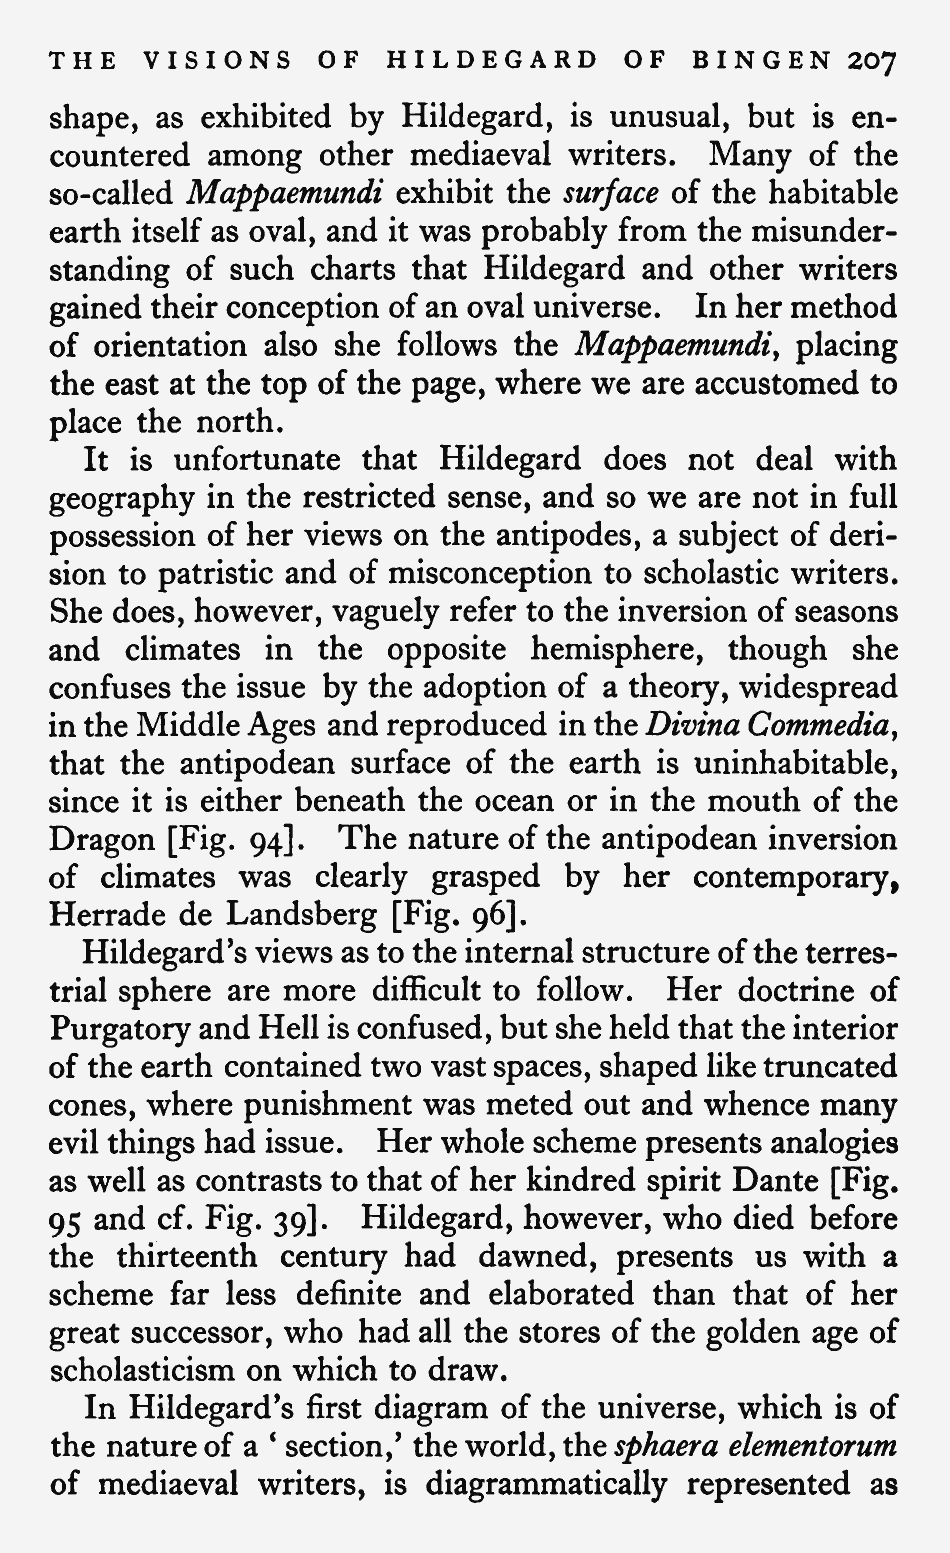 THE VISIONS OF HILDEGARD OF BINGEN 207
shape, as exhibited by Hildegard, is unusual, but is en-
countered among other mediaeval writers. Many of the
so-called Mappaemundi exhibit the surface of the habitable
earth itself as oval, and it was probably from the misunder-
standing of such charts that Hildegard and other writers
gained their conception of an oval universe. In her method
of orientation also she follows the Mappaemundi, placing
the east at the top of the page, where we are accustomed to
place the north.
It is unfortunate that Hildegard does not deal with
geography in the restricted sense, and so we are not in full
possession of her views on the antipodes, a subject of deri-
sion to patristic and of misconception to scholastic writers.
She does, however, vaguely refer to the inversion of seasons
and climates in the opposite hemisphere, though she
confuses the issue by the adoption of a theory, widespread
in the Middle Ages and reproduced in the Divina Commedia,
that the antipodean surface of the earth is uninhabitable,
since it is either beneath the ocean or in the mouth of the
Dragon [Fig. 94]. The nature of the antipodean inversion
of climates was clearly grasped by her contemporary,
Herrade de Landsberg [Fig. 96].
Hildegard's views as to the internal structure of the terres-
trial sphere are more difficult to follow. Her doctrine of
Purgatory and Hell is confused, but she held that the interior
of the earth contained two vast spaces, shaped like truncated
cones, where punishment was meted out and whence many
evil things had issue. Her whole scheme presents analogies
as well as contrasts to that of her kindred spirit Dante [Fig.
95 and cf. Fig. 39]. Hildegard, however, who died before
the thirteenth century had dawned, presents us with a
scheme far less definite and elaborated than that of her
great successor, who had all the stores of the golden age of
scholasticism on which to draw.
In Hildegard's first diagram of the universe, which is of
the nature of a ‘ section,’ the world, the sphaera elementorum
of mediaeval writers, is diagrammatically represented as